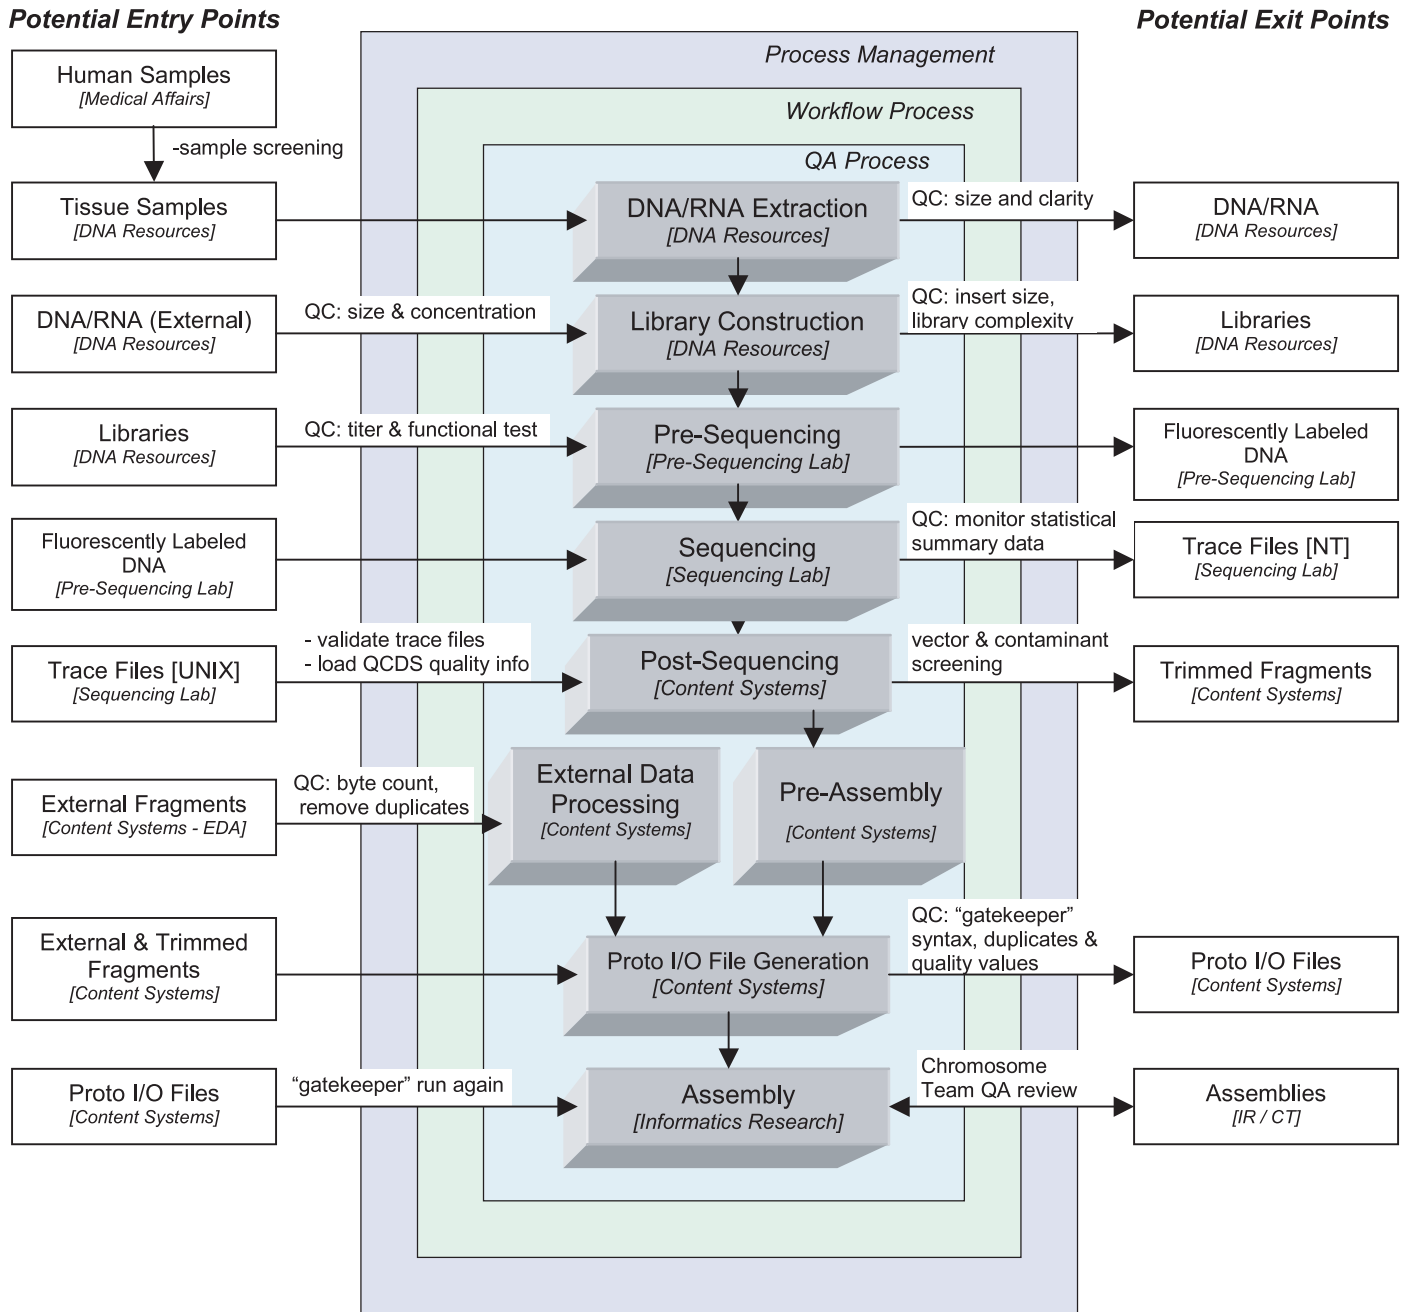 Potential Entry Points
Potential Exit Points
Process Management
Workflow Process
QA Process
Human Samples
[Medical Affairs]
-sample screening
Tissue Samples
[DNA Resources]
DNA/RNA Extraction
[DNA Resources]
QC: size and clarity
DNA/RNA
[DNA Resources]
DNA/RNA (External)
[DNA Resources]
QC: size & concentration
Library Construction
[DNA Resources]
QC: insert size,
library complexity
Libraries
[DNA Resources]
Libraries
[DNA Resources]
QC: titer & functional test
Pre-Sequencing
[Pre-Sequencing Lab]
Fluorescently Labeled
DNA
[Pre-Sequencing Lab]
Fluorescently Labeled
DNA
[Pre-Sequencing Lab]
Sequencing
[Sequencing Lab]
QC: monitor statistical
summary data
Trace Files [NT]
[Sequencing Lab]
Trace Files [UNIX]
[Sequencing Lab]
- validate trace files
- load QCDS quality info
Post-Sequencing
[Content Systems]
vector & contaminant
screening
Trimmed Fragments
[Content Systems]
External Fragments
[Content Systems - EDA]
QC: byte count,
remove duplicates
External Data
Processing
[Content Systems]
Pre-Assembly
[Content Systems]
External & Trimmed
Fragments
[Content Systems]
Proto I/O File Generation
[Content Systems]
QC: “gatekeeper”
syntax, duplicates &
quality values
Proto I/O Files
[Content Systems]
Proto I/O Files
[Content Systems]
“gatekeeper” run again
Assembly
[Informatics Research]
Chromosome
Team QA review
Assemblies
[IR / CT]